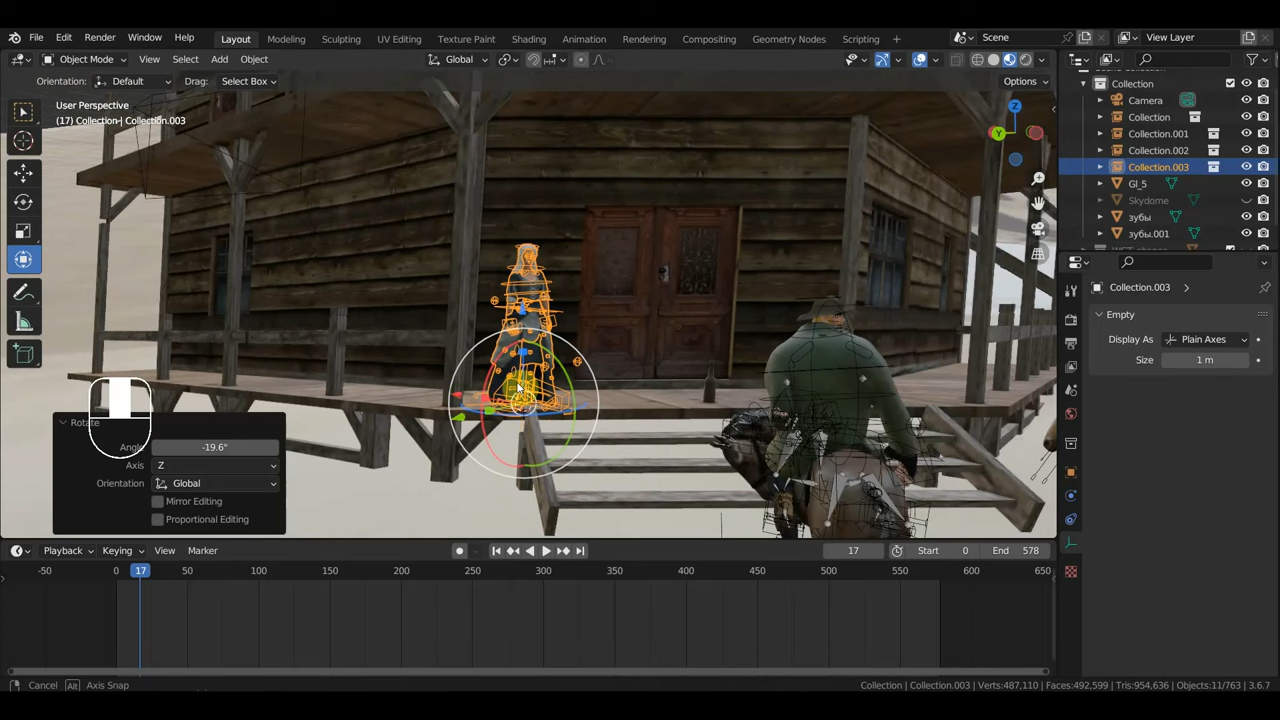 File Edit Render Window Help Layout Modeling Sculpting UV Editing Texture Paint Shading Animation Rendering Compositing Geometry Nodes Scripting + Scene View Layer
Object Mode View Select Add Object Global
Orientation: Default Drag: Select Box Options
User Perspective
(17) Collection | Collection.003
Z
Y
Collection
Camera
Collection
Collection.001
Collection.002
Collection.003
Gl_5
Skydome
зубы
зубы.001
Collection.003
Empty
Display As Plain Axes
Size 1 m
Rotate
Angle -19.6°
Axis Z
Orientation Global
Mirror Editing
Proportional Editing
Playback Keying View Marker 17 Start 0 End 578
-50 0 17 50 100 150 200 250 300 350 400 450 500 550 600 650
Cancel Alt Axis Snap Collection | Collection.003 | Verts:487,110 | Faces:492,599 | Tris:954,636 | Objects:11/763 | 3.6.7